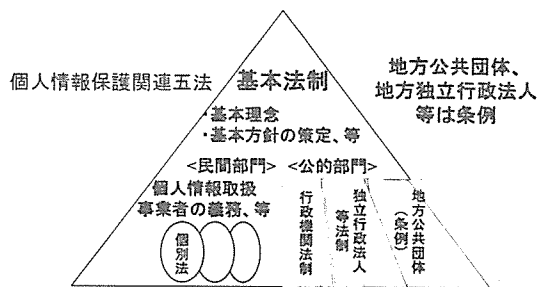 個人情報保護関連五法
基本法制
地方公共団体、
地方独立行政法人
等は条例
・基本理念
・基本方針の策定、等
<民間部門> <公的部門>
個人情報取扱
事業者の義務、等
個別法
行政機関法制
独立行政法人
等法制
地方公共団体
(条例)